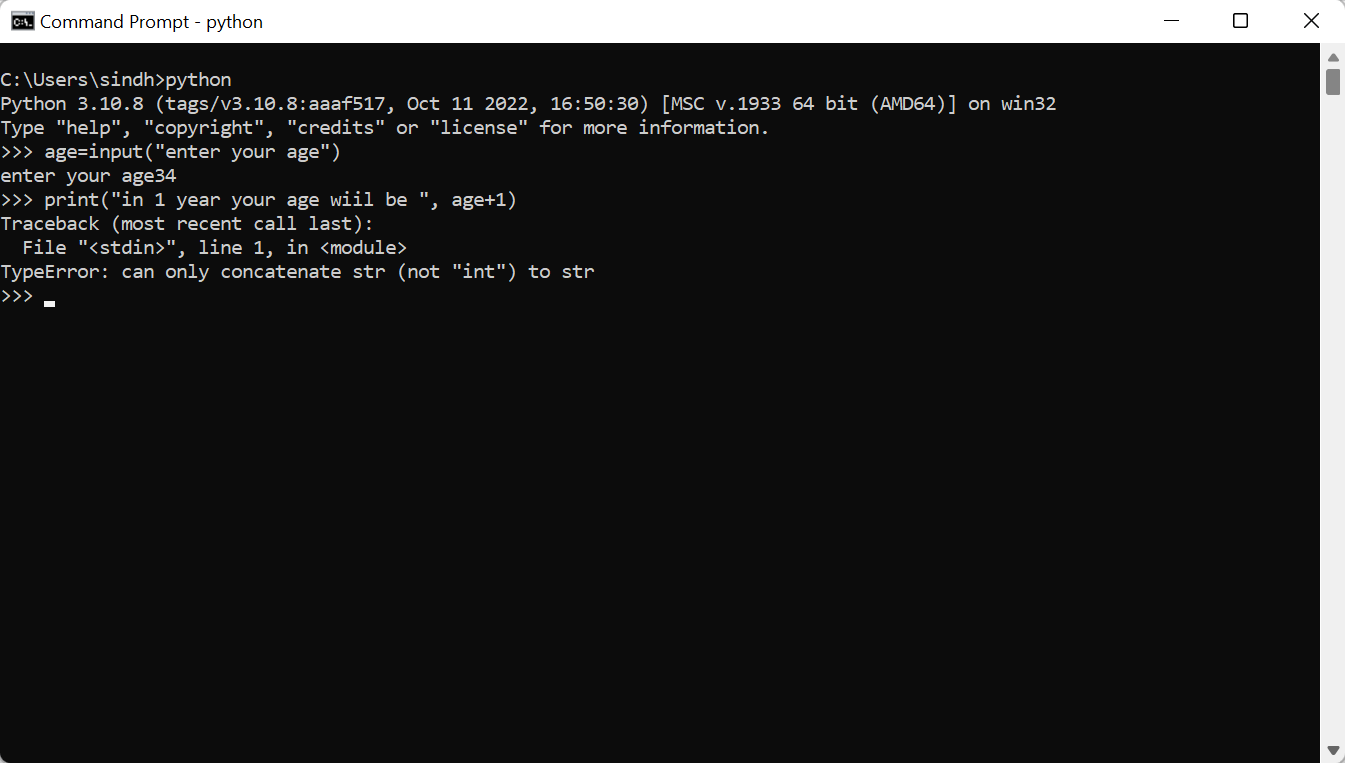 Command Prompt - python
C:\Users\sindh>python
Python 3.10.8 (tags/v3.10.8:aaaf517, Oct 11 2022, 16:50:30) [MSC v.1933 64 bit (AMD64)] on win32
Type "help", "copyright", "credits" or "license" for more information.
>>> age=input("enter your age")
enter your age34
>>> print("in 1 year your age wiil be ", age+1)
Traceback (most recent call last):
  File "<stdin>", line 1, in <module>
TypeError: can only concatenate str (not "int") to str
>>> _